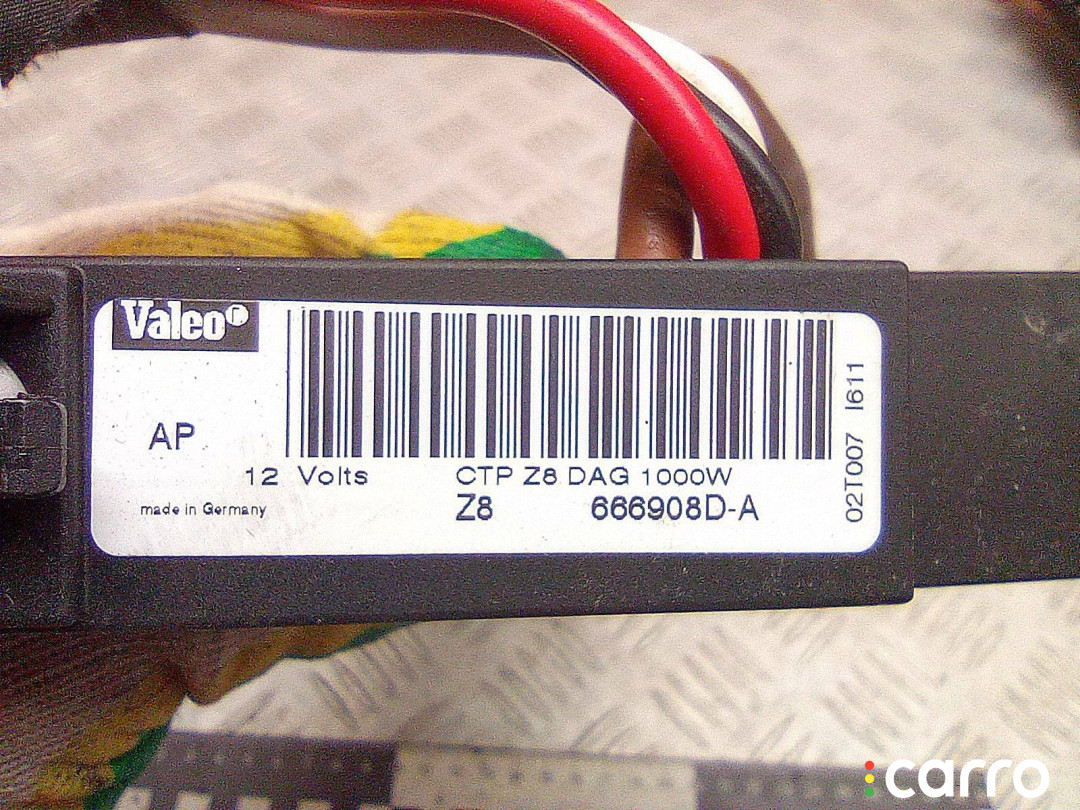 Valeo
AP
12 Volts CTP Z8 DAG 1000W
made in Germany Z8 666908D-A
02T007 I611
carro